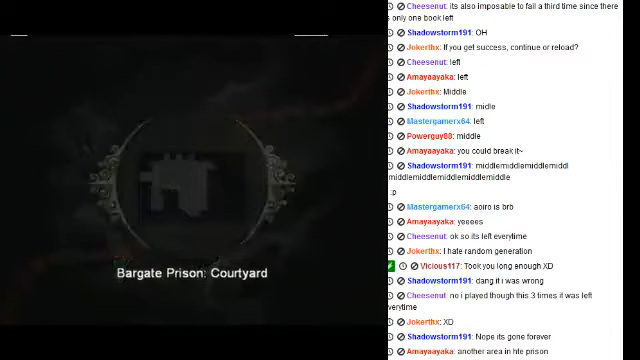 Cheesenut: its also imposable to fail a third time since there
s only one book left
Shadowstorm191: OH
Jokerthx: If you get success, continue or reload?
Cheesenut: left
Amayaayaka: left
Jokerthx: Middle
Shadowstorm191: midle
Mastergamerx64: left
Powerguy88: middle
Amayaayaka: you could break it~
Shadowstorm191: middlemiddlemiddlemiddl
middlemiddlemiddlemiddlemiddle
:p
Mastergamerx64: aoiro is brb
Amayaayaka: yeeees
Cheesenut: ok so its left everytime
Jokerthx: I hate random generation
Vicious117: Took you long enough XD
Shadowstorm191: dang it i was wrong
Cheesenut: no i played though this 3 times it was left
verytime
Jokerthx: XD
Shadowstorm191: Nope its gone forever
Amayaayaka: another area in hte prison
Bargate Prison: Courtyard